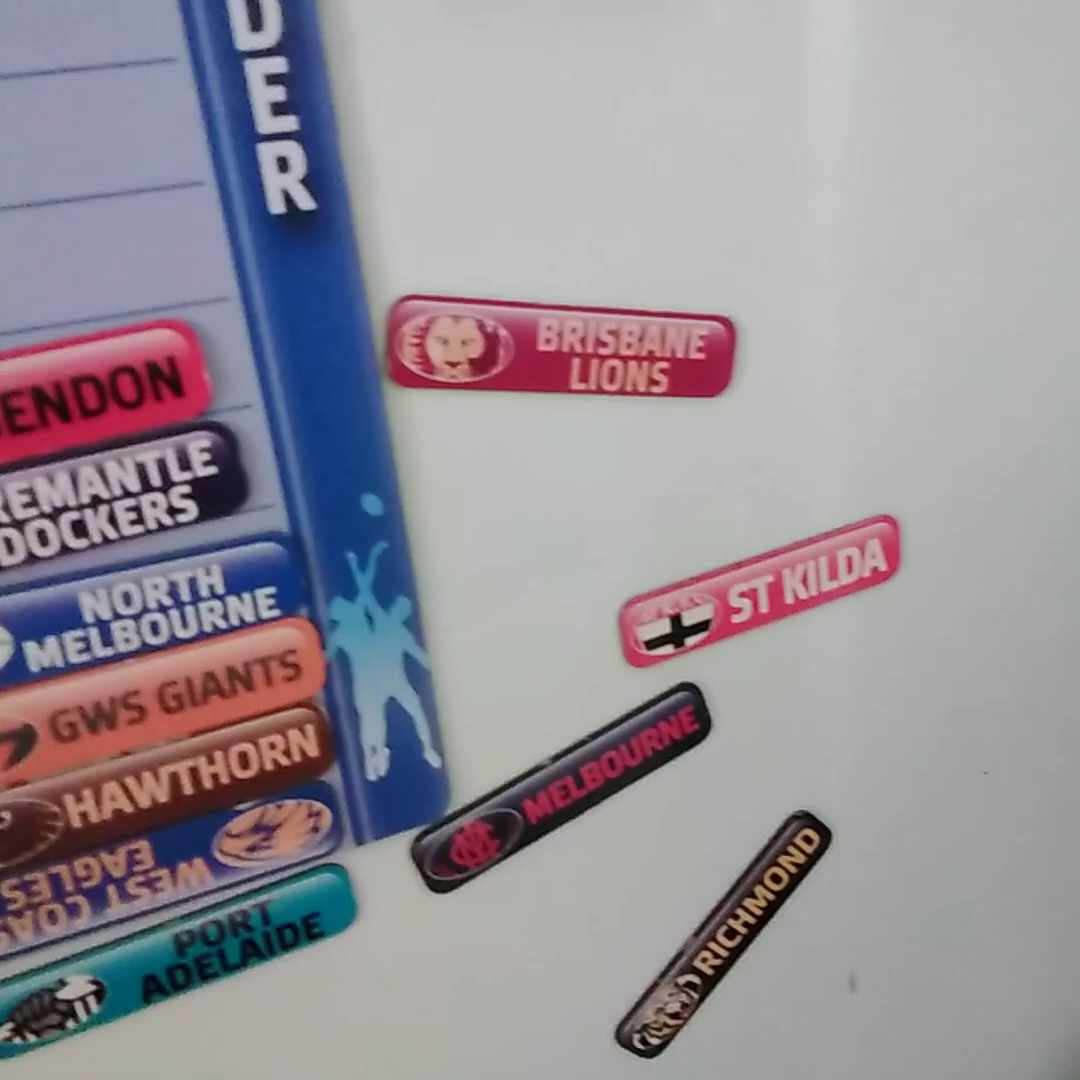 DER
ENDON
REMANTLE
DOCKERS
NORTH
MELBOURNE
GWS GIANTS
HAWTHORN
WEST COAS
EAGLES
PORT
ADELAIDE
BRISBANE
LIONS
ST KILDA
MELBOURNE
RICHMOND